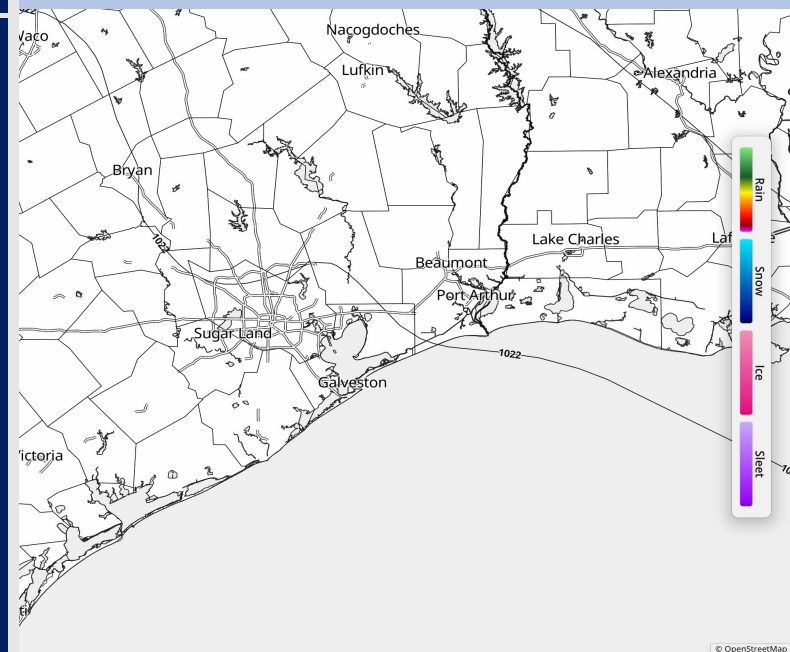 Nacogdoches
Waco
Lufkin
Alexandria
Bryan
Rain
1022
Lake Charles
Beaumont
Snow
Port Arthur
Sugar Land
1022
Ice
Galveston
Sleet
Victoria
© OpenStreetMap